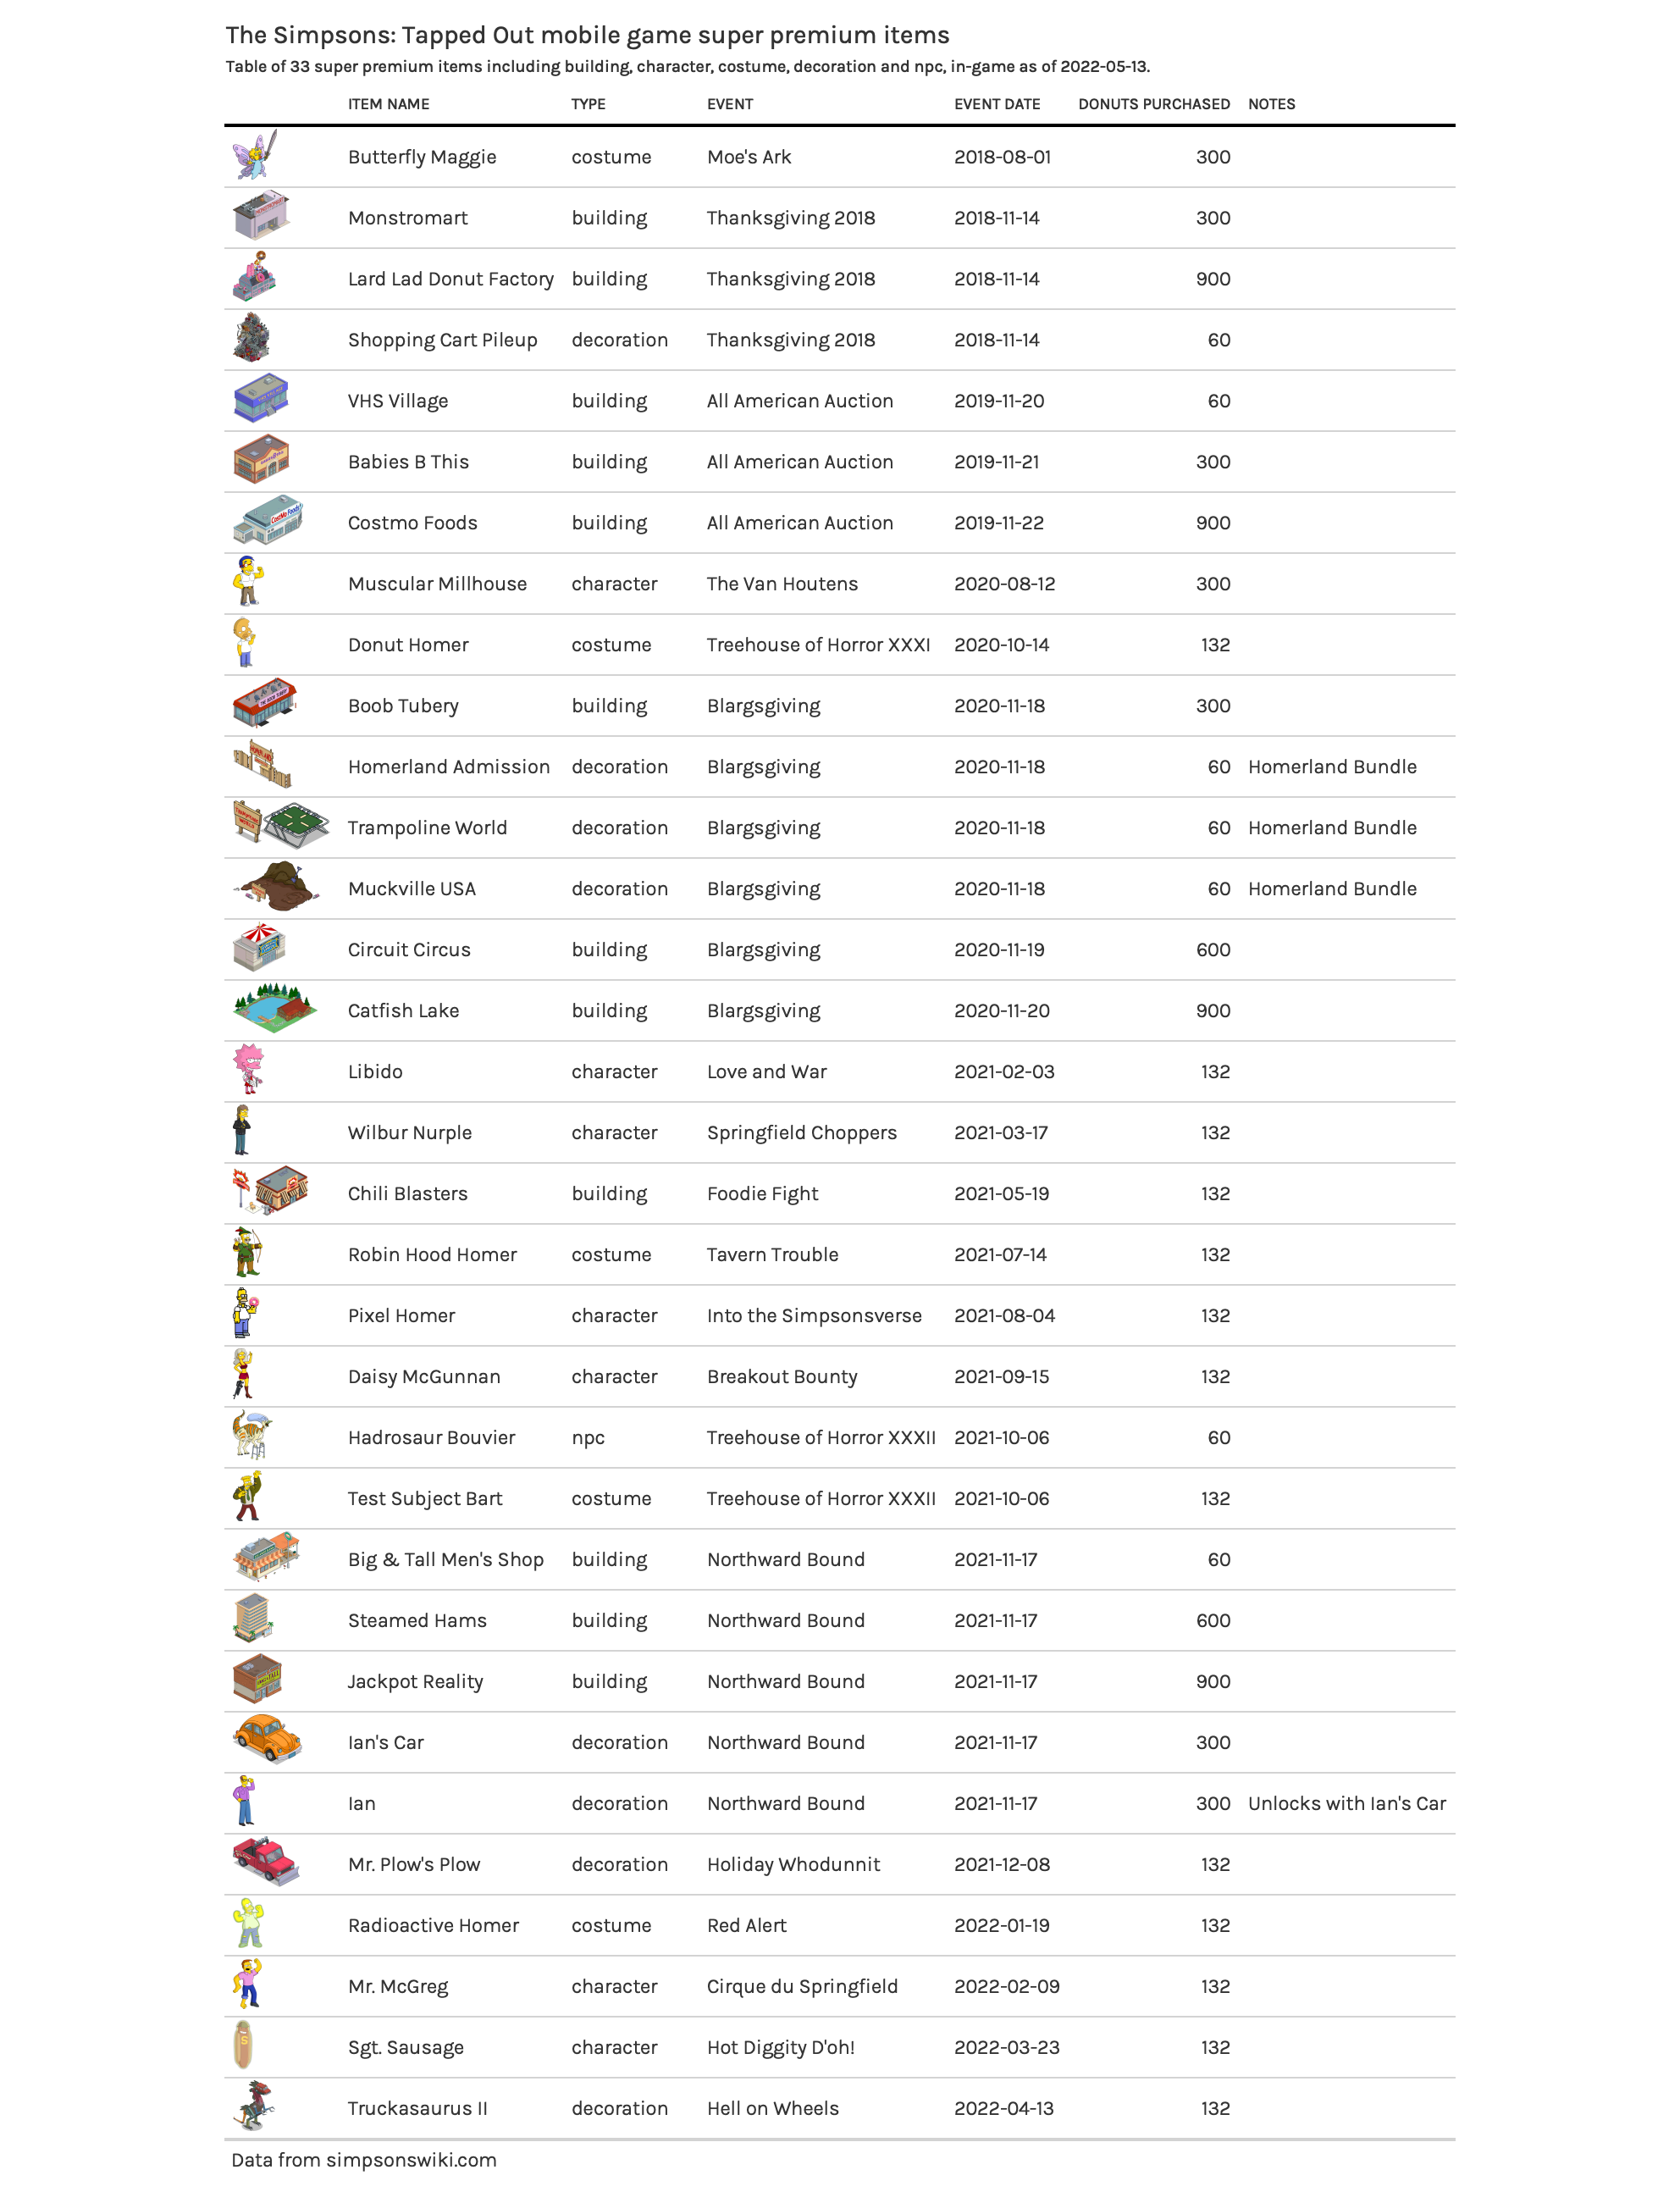 The Simpsons: Tapped Out mobile game super premium items
Table of 33 super premium items including building, character, costume, decoration and npc, in-game as of 2022-05-13.
ITEM NAME TYPE EVENT EVENT DATE DONUTS PURCHASED NOTES
Butterfly Maggie costume Moe's Ark 2018-08-01 300
Monstromart building Thanksgiving 2018 2018-11-14 300
Lard Lad Donut Factory building Thanksgiving 2018 2018-11-14 900
Shopping Cart Pileup decoration Thanksgiving 2018 2018-11-14 60
VHS Village building All American Auction 2019-11-20 60
Babies B This building All American Auction 2019-11-21 300
Costmo Foods building All American Auction 2019-11-22 900
Muscular Millhouse character The Van Houtens 2020-08-12 300
Donut Homer costume Treehouse of Horror XXXI 2020-10-14 132
Boob Tubery building Blargsgiving 2020-11-18 300
Homerland Admission decoration Blargsgiving 2020-11-18 60 Homerland Bundle
Trampoline World decoration Blargsgiving 2020-11-18 60 Homerland Bundle
Muckville USA decoration Blargsgiving 2020-11-18 60 Homerland Bundle
Circuit Circus building Blargsgiving 2020-11-19 600
Catfish Lake building Blargsgiving 2020-11-20 900
Libido character Love and War 2021-02-03 132
Wilbur Nurple character Springfield Choppers 2021-03-17 132
Chili Blasters building Foodie Fight 2021-05-19 132
Robin Hood Homer costume Tavern Trouble 2021-07-14 132
Pixel Homer character Into the Simpsonsverse 2021-08-04 132
Daisy McGunnan character Breakout Bounty 2021-09-15 132
Hadrosaur Bouvier npc Treehouse of Horror XXXII 2021-10-06 60
Test Subject Bart costume Treehouse of Horror XXXII 2021-10-06 132
Big & Tall Men's Shop building Northward Bound 2021-11-17 60
Steamed Hams building Northward Bound 2021-11-17 600
Jackpot Reality building Northward Bound 2021-11-17 900
Ian's Car decoration Northward Bound 2021-11-17 300
Ian decoration Northward Bound 2021-11-17 300 Unlocks with Ian's Car
Mr. Plow's Plow decoration Holiday Whodunnit 2021-12-08 132
Radioactive Homer costume Red Alert 2022-01-19 132
Mr. McGreg character Cirque du Springfield 2022-02-09 132
Sgt. Sausage character Hot Diggity D'oh! 2022-03-23 132
Truckasaurus II decoration Hell on Wheels 2022-04-13 132
Data from simpsonswiki.com